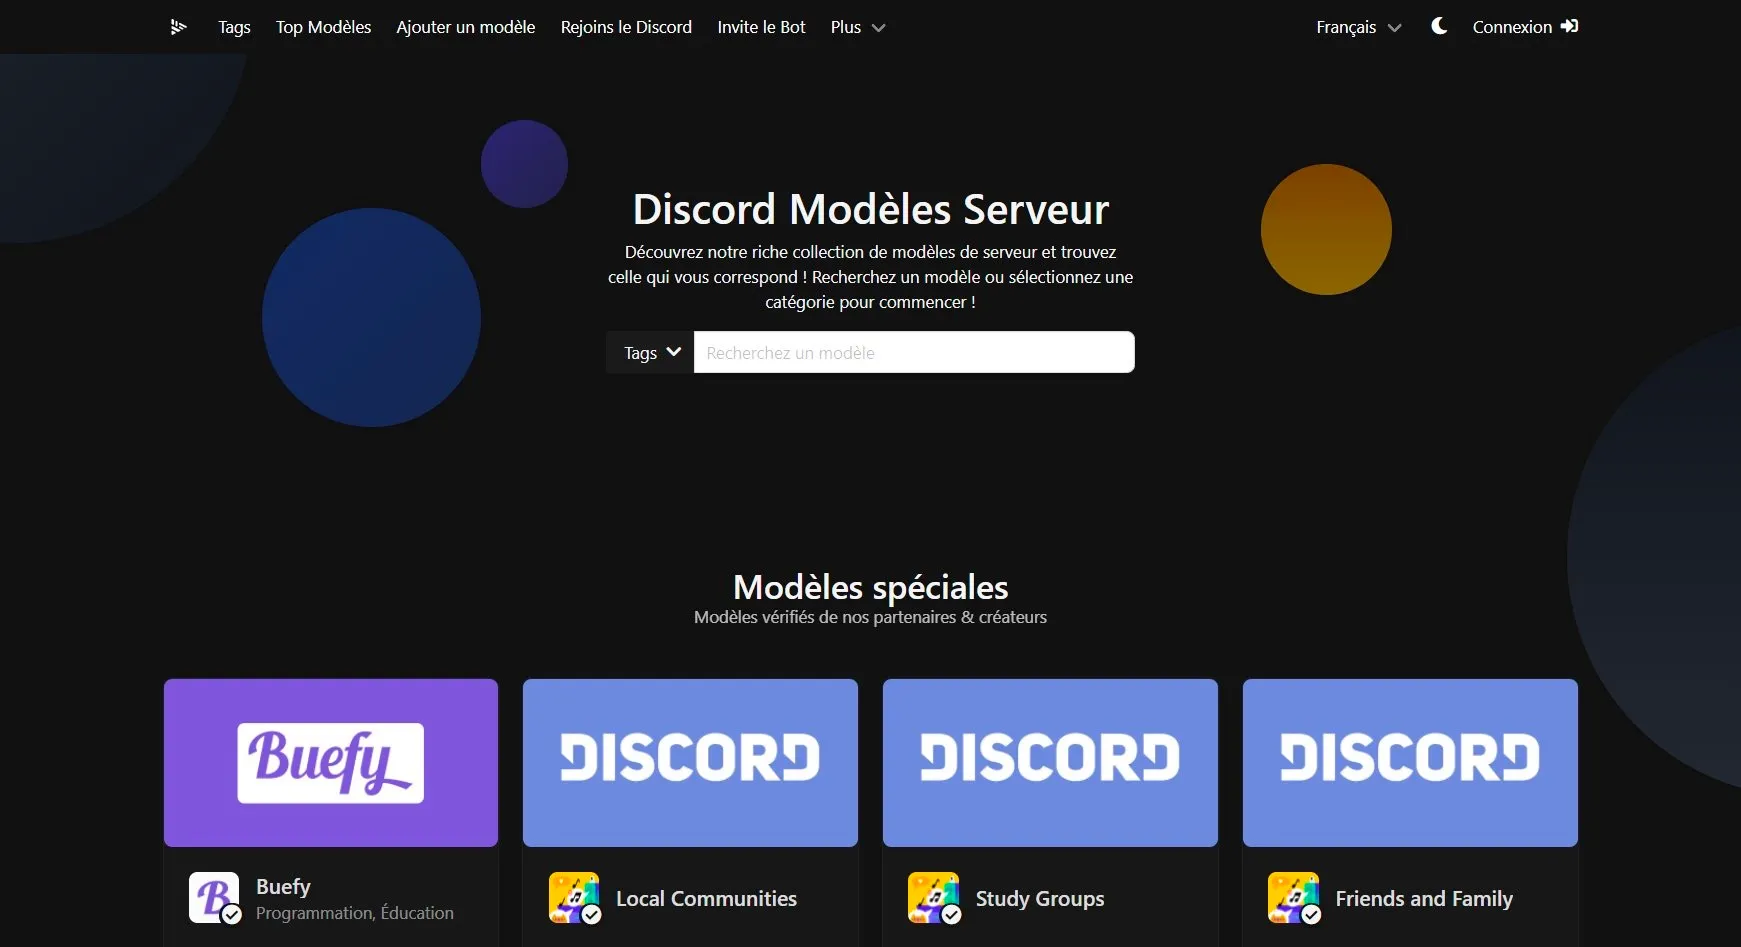 Tags Top Modèles Ajouter un modèle Rejoins le Discord Invite le Bot Plus Français Connexion
Discord Modèles Serveur
Découvrez notre riche collection de modèles de serveur et trouvez
celle qui vous correspond ! Recherchez un modèle ou sélectionnez une
catégorie pour commencer !
Tags Recherchez un modèle
Modèles spéciales
Modèles vérifiés de nos partenaires & créateurs
Buefy DISCORD DISCORD DISCORD
B Buefy
Programmation, Éducation
Local Communities
Study Groups
Friends and Family